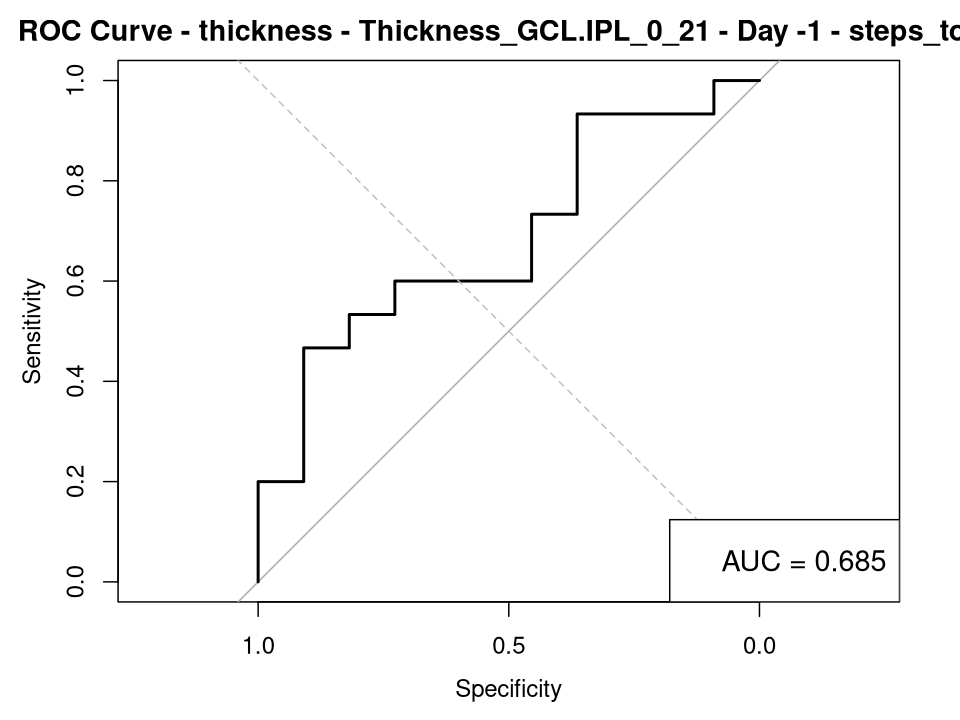 ROC Curve - thickness - Thickness_GCL.IPL_0_21 - Day -1 - steps_to
1.0
0.8
0.6
0.4
0.2
0.0
Sensitivity
AUC = 0.685
1.0 0.5 0.0
Specificity